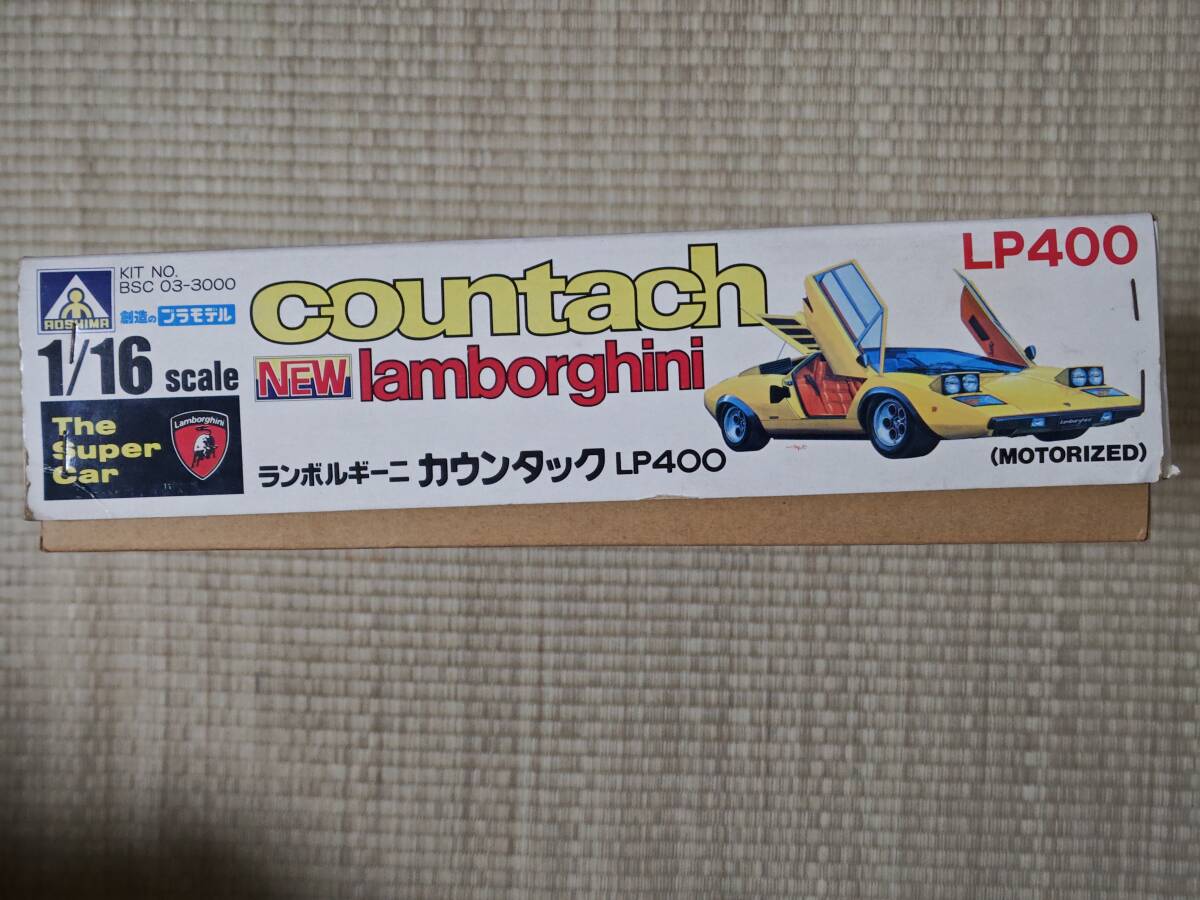 AOSHIMA
KIT NO.
BSC 03-3000
創造のプラモデル
1/16 scale
The
Super
Car
Lamborghini
countach
NEW lamborghini
ランボルギーニ カウンタック LP400
LP400
Lamborghini
(MOTORIZED)